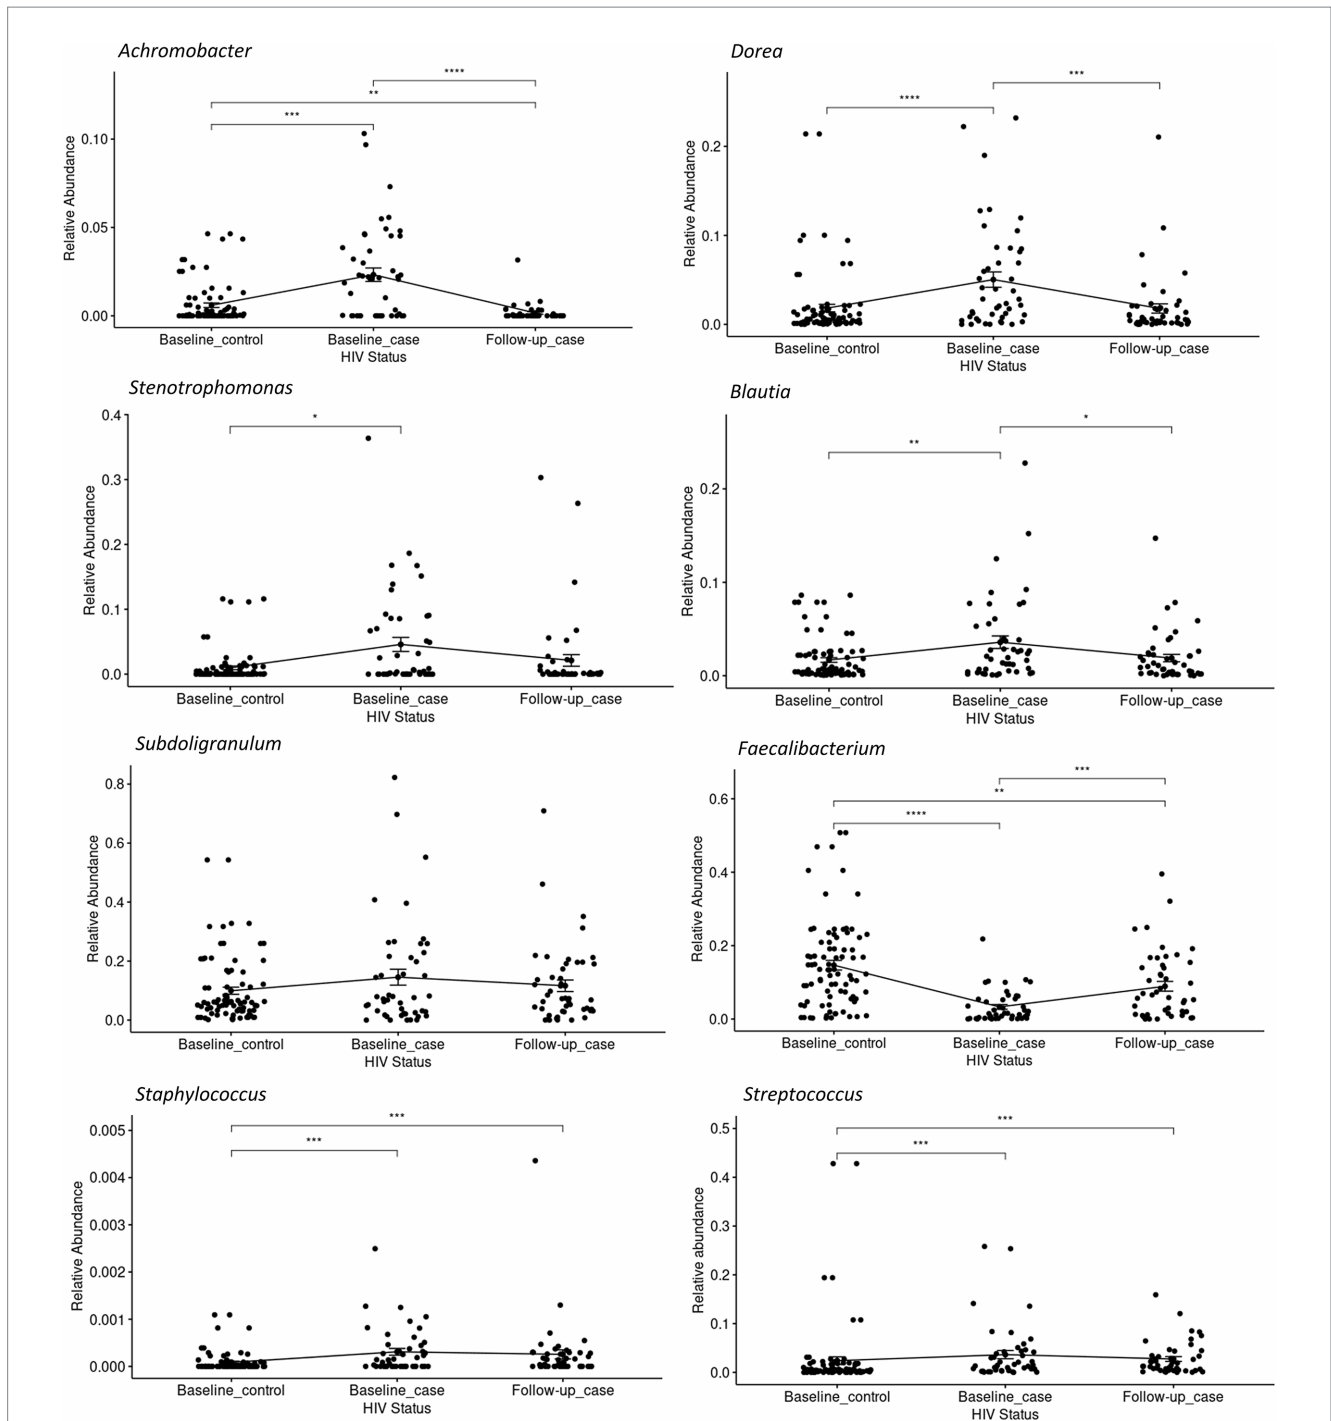 Achromobacter
****
**
***
Relative Abundance
0.10
0.05
0.00
Baseline_control Baseline_case Follow-up_case
HIV Status
Dorea
***
****
Relative Abundance
0.2
0.1
0.0
Baseline_control Baseline_case Follow-up_case
HIV Status
Stenotrophomonas
*
Relative Abundance
0.4
0.3
0.2
0.1
0.0
Baseline_control Baseline_case Follow-up_case
HIV Status
Blautia
*
**
Relative Abundance
0.2
0.1
0.0
Baseline_control Baseline_case Follow-up_case
HIV Status
Subdoligranulum
Relative Abundance
0.8
0.6
0.4
0.2
0.0
Baseline_control Baseline_case Follow-up_case
HIV Status
Faecalibacterium
***
**
****
Relative Abundance
0.6
0.4
0.2
0.0
Baseline_control Baseline_case Follow-up_case
HIV Status
Staphylococcus
***
***
Relative Abundance
0.005
0.004
0.003
0.002
0.001
0.000
Baseline_control Baseline_case Follow-up_case
HIV Status
Streptococcus
***
***
Relative abundance
0.5
0.4
0.3
0.2
0.1
0.0
Baseline_control Baseline_case Follow-up_case
HIV Status